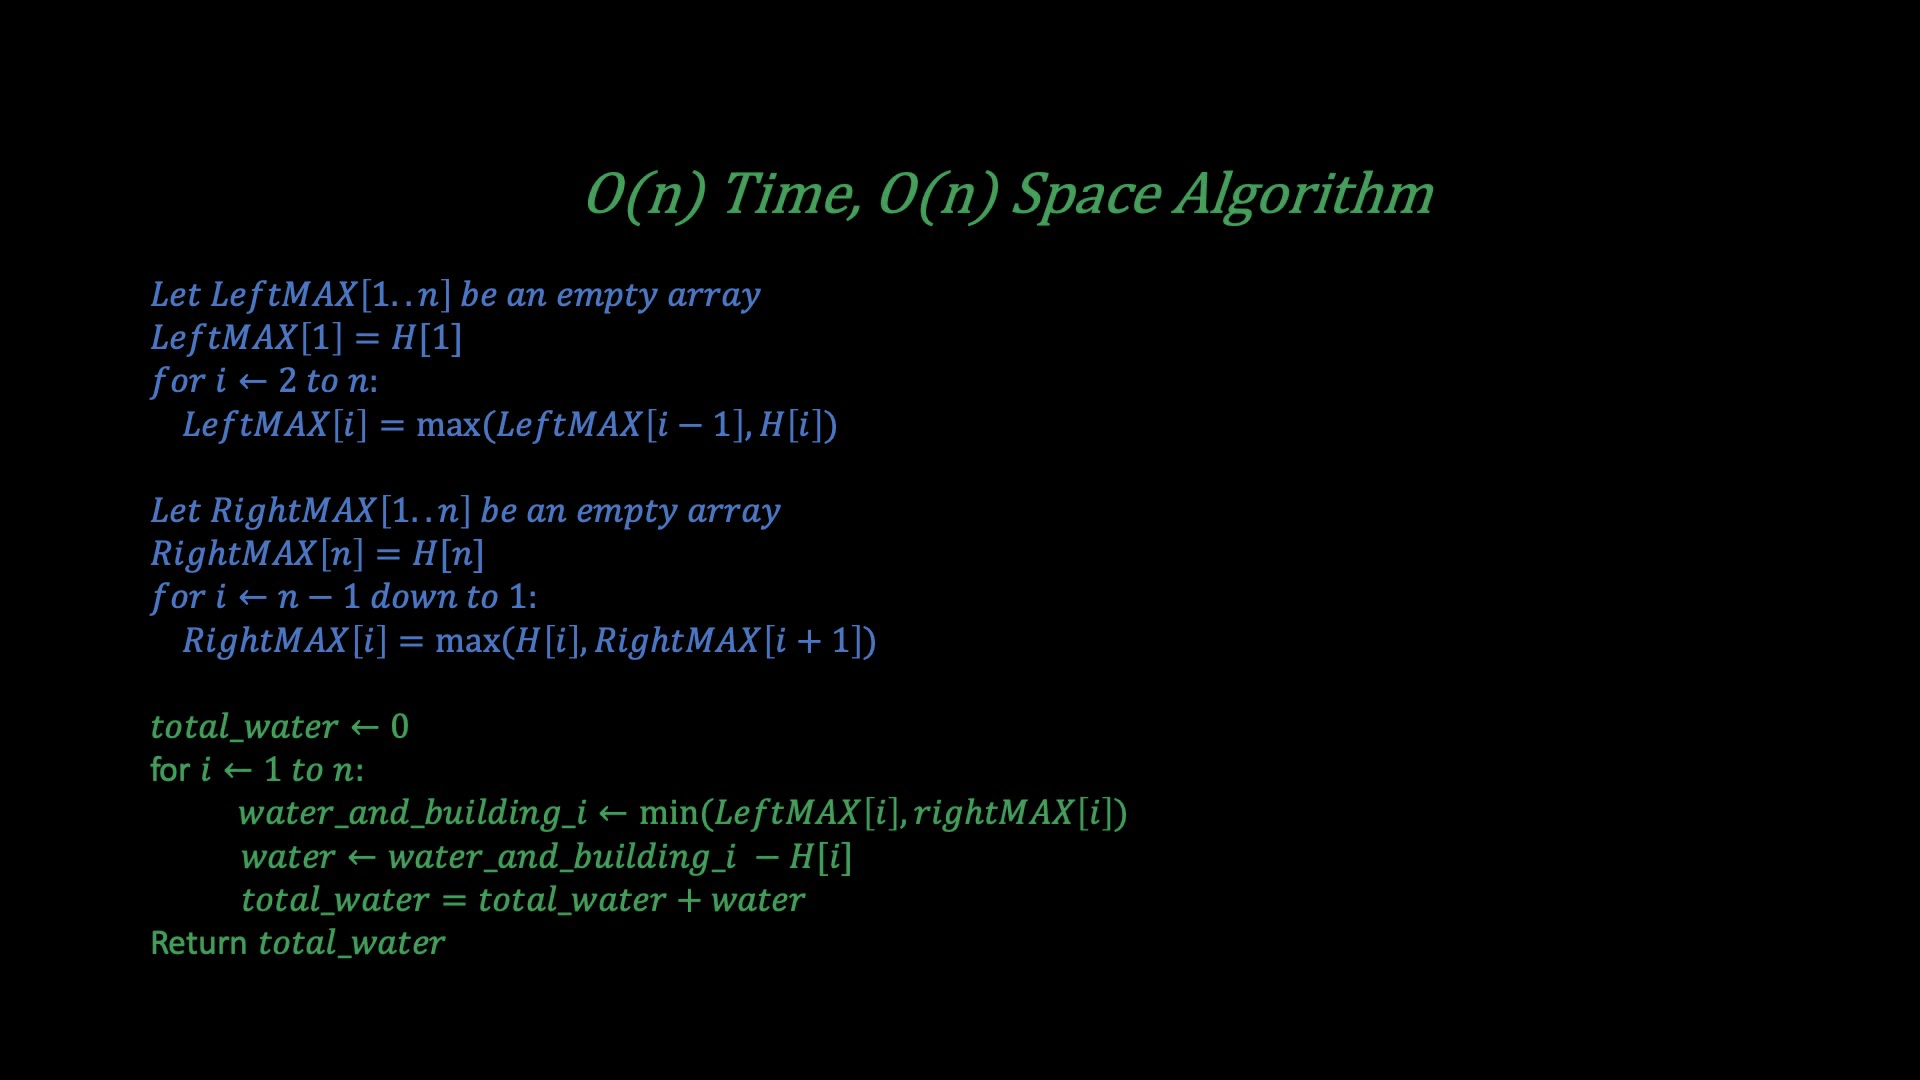 O(n) Time, O(n) Space Algorithm
Let LeftMAX[1..n] be an empty array
LeftMAX[1] = H[1]
for i ← 2 to n:
LeftMAX[i] = max(LeftMAX[i − 1], H[i])
Let RightMAX[1..n] be an empty array
RightMAX[n] = H[n]
for i ← n − 1 down to 1:
RightMAX[i] = max(H[i], RightMAX[i + 1])
total_water ← 0
for i ← 1 to n:
water_and_building_i ← min(LeftMAX[i], rightMAX[i])
water ← water_and_building_i − H[i]
total_water = total_water + water
Return total_water